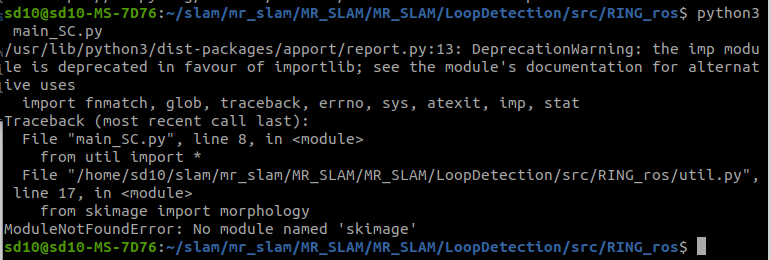 sd10@sd10-MS-7D76:~/slam/mr_slam/MR_SLAM/MR_SLAM/LoopDetection/src/RING_ros$ python3
 main_SC.py
/usr/lib/python3/dist-packages/apport/report.py:13: DeprecationWarning: the imp modu
le is deprecated in favour of importlib; see the module's documentation for alternat
ive uses
  import fnmatch, glob, traceback, errno, sys, atexit, imp, stat
Traceback (most recent call last):
  File "main_SC.py", line 8, in <module>
    from util import *
  File "/home/sd10/slam/mr_slam/MR_SLAM/MR_SLAM/LoopDetection/src/RING_ros/util.py",
 line 17, in <module>
    from skimage import morphology
ModuleNotFoundError: No module named 'skimage'
sd10@sd10-MS-7D76:~/slam/mr_slam/MR_SLAM/MR_SLAM/LoopDetection/src/RING_ros$